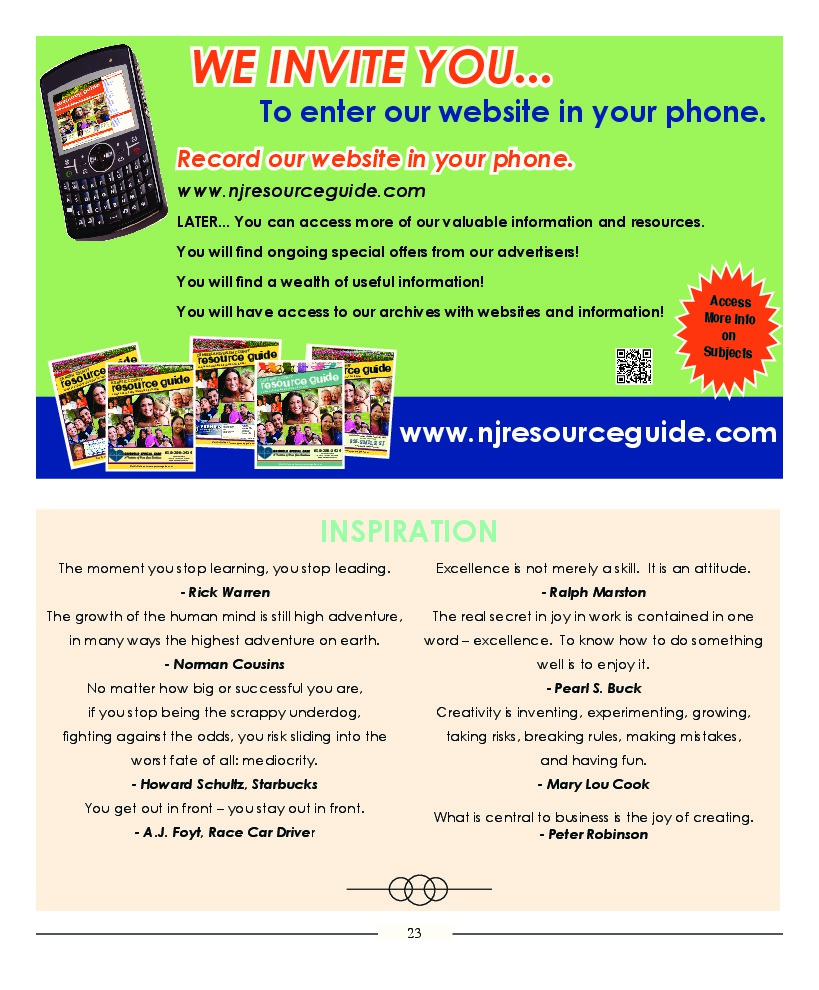 WE INVITE YOU...
To enter our website in your phone.
Record our website in your phone.
www.njresourceguide.com
LATER... You can access more of our valuable information and resources.
You will find ongoing special offers from our advertisers!
You will find a wealth of useful information!
You will have access to our archives with websites and information!
Access
More Info
on
Subjects
resource guide
resource guide
resource guide
resource guide
resource guide
www.njresourceguide.com
INSPIRATION
The moment you stop learning, you stop leading.
- Rick Warren
The growth of the human mind is still high adventure,
in many ways the highest adventure on earth.
- Norman Cousins
No matter how big or successful you are,
if you stop being the scrappy underdog,
fighting against the odds, you risk sliding into the
worst fate of all: mediocrity.
- Howard Schultz, Starbucks
You get out in front – you stay out in front.
- A.J. Foyt, Race Car Driver
Excellence is not merely a skill.  It is an attitude.
- Ralph Marston
The real secret in joy in work is contained in one
word – excellence.  To know how to do something
well is to enjoy it.
- Pearl S. Buck
Creativity is inventing, experimenting, growing,
taking risks, breaking rules, making mistakes,
and having fun.
- Mary Lou Cook
What is central to business is the joy of creating.
- Peter Robinson
23